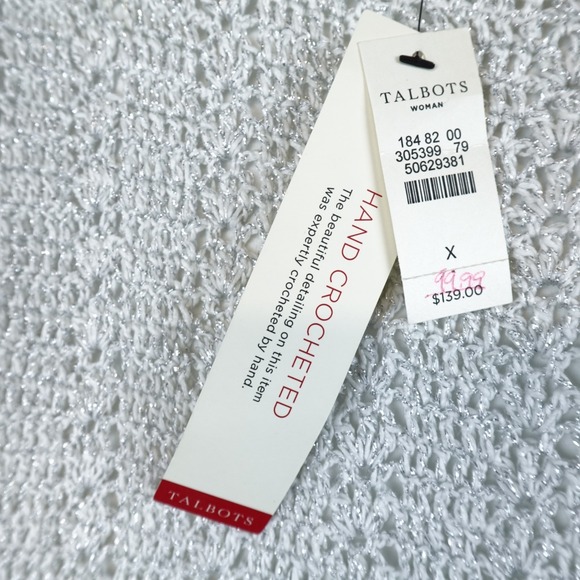 TALBOTS
WOMAN
184 82 00
305399 79
50629381
X
99.99
$139.00
HAND CROCHETED
The beautiful detailing on this item
was expertly crocheted by hand.
TALBOTS